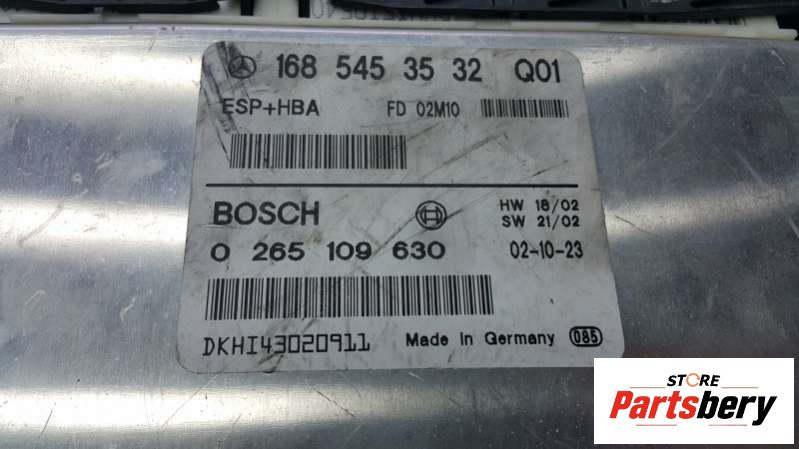 168 545 35 32 Q01
ESP+HBA FD 02M10
BOSCH HW 18/02
SW 21/02
0 265 109 630 02-10-23
DKHI43020911 Made in Germany 085
STORE
Partsbery